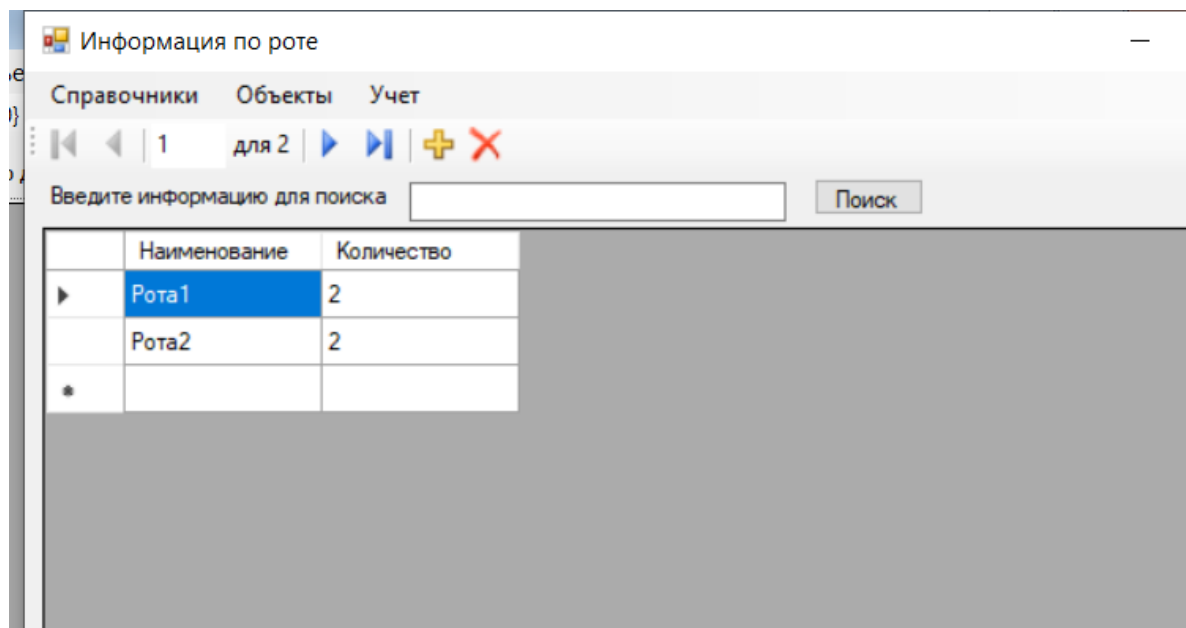 Информация по роте
Справочники Объекты Учет
1 для 2
Введите информацию для поиска Поиск
Наименование Количество
Рота1 2
Рота2 2